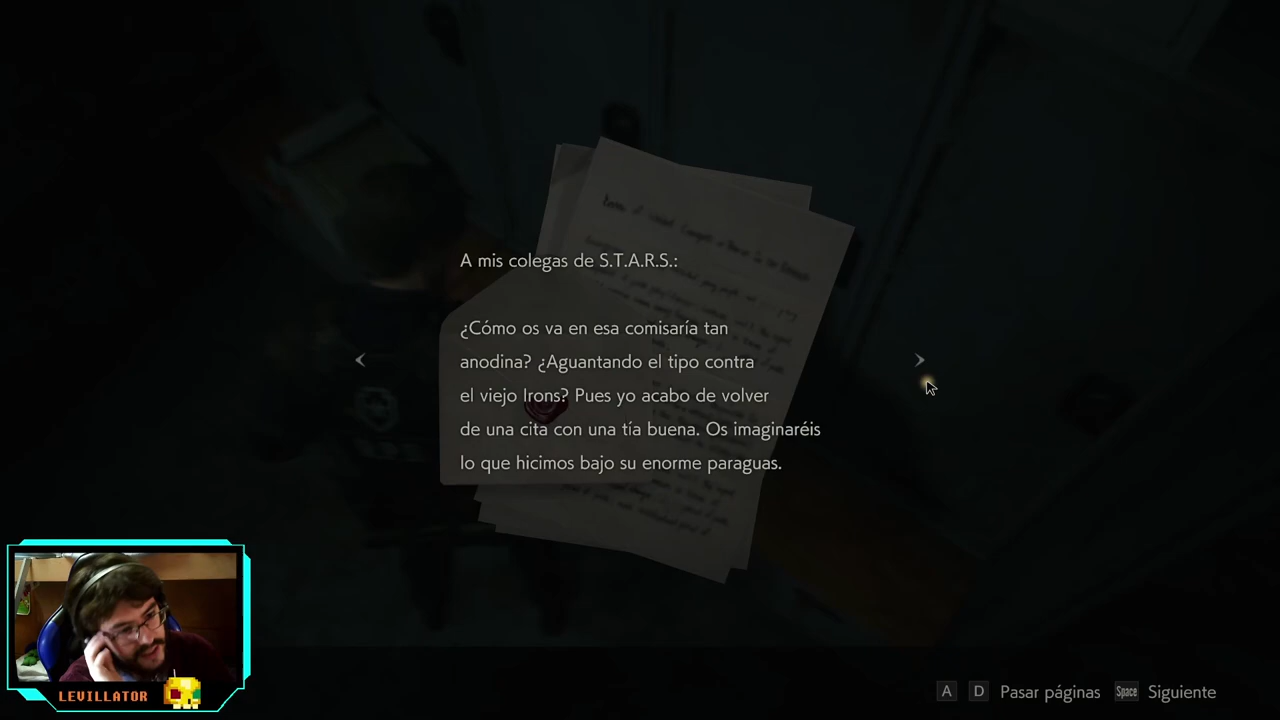 A mis colegas de S.T.A.R.S.:
¿Cómo os va en esa comisaría tan
anodina? ¿Aguantando el tipo contra
el viejo Irons? Pues yo acabo de volver
de una cita con una tía buena. Os imaginaréis
lo que hicimos bajo su enorme paraguas.
LEVILLATOR
A D Pasar páginas Space Siguiente